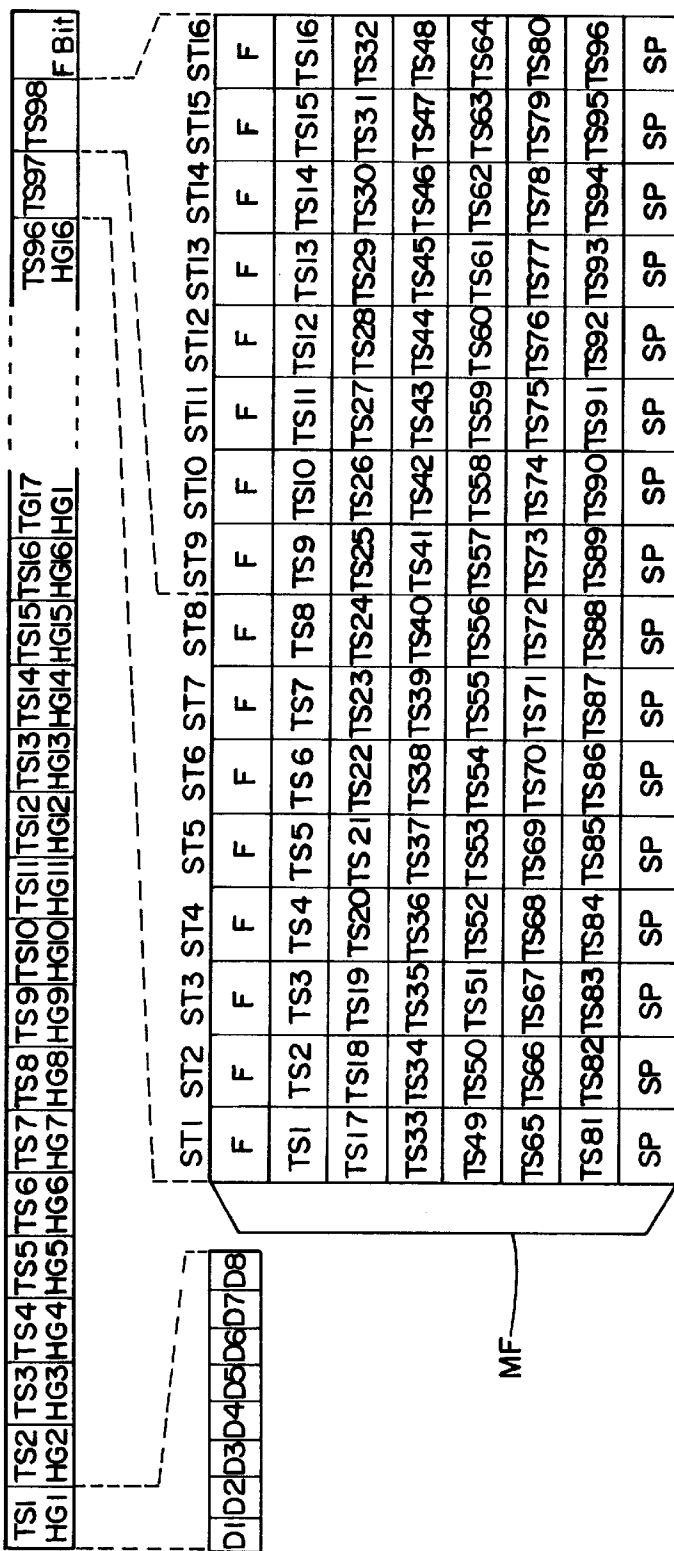 TS1 TS2 TS3 TS4 TS5 TS6 TS7 TS8 TS9 TS10 TS11 TS12 TS13 TS14 TS15 TS16 TG17 TS96 TS97 TS98 F Bit
HG1 HG2 HG3 HG4 HG5 HG6 HG7 HG8 HG9 HG10 HG11 HG12 HG13 HG14 HG15 HG16 HG1 HG16
D1 D2 D3 D4 D5 D6 D7 D8
ST1 ST2 ST3 ST4 ST5 ST6 ST7 ST8 ST9 ST10 ST11 ST12 ST13 ST14 ST15 ST16
F F F F F F F F F F F F F F F F
TS1 TS2 TS3 TS4 TS5 TS6 TS7 TS8 TS9 TS10 TS11 TS12 TS13 TS14 TS15 TS16
TS17 TS18 TS19 TS20 TS21 TS22 TS23 TS24 TS25 TS26 TS27 TS28 TS29 TS30 TS31 TS32
TS33 TS34 TS35 TS36 TS37 TS38 TS39 TS40 TS41 TS42 TS43 TS44 TS45 TS46 TS47 TS48
TS49 TS50 TS51 TS52 TS53 TS54 TS55 TS56 TS57 TS58 TS59 TS60 TS61 TS62 TS63 TS64
TS65 TS66 TS67 TS68 TS69 TS70 TS71 TS72 TS73 TS74 TS75 TS76 TS77 TS78 TS79 TS80
TS81 TS82 TS83 TS84 TS85 TS86 TS87 TS88 TS89 TS90 TS91 TS92 TS93 TS94 TS95 TS96
SP SP SP SP SP SP SP SP SP SP SP SP SP SP SP SP
MF